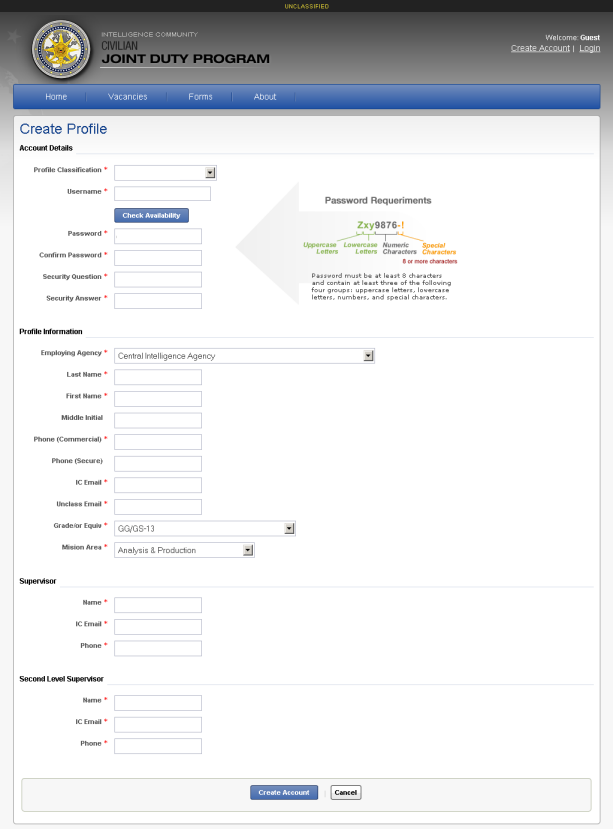 UNCLASSIFIED
INTELLIGENCE COMMUNITY
CIVILIAN
JOINT DUTY PROGRAM
Welcome: Guest
Create Account | Login
Home Vacancies Forms About
Create Profile
Account Details
Profile Classification *
Username *
Check Availability
Password *
Confirm Password *
Security Question *
Security Answer *
Password Requeriments
Zxy9876-!
Uppercase Letters
Lowercase Letters
Numeric Characters
Special Characters
8 or more characters
Password must be at least 8 characters
and contain at least three of the following
four groups: uppercase letters, lovercase
letters, numbers, and special characters.
Profile Information
Employing Agency * Central Intelligence Agency
Last Name *
First Name *
Middle Initial
Phone (Commercial) *
Phone (Secure)
IC Email *
Unclass Email *
Grade/or Equiv * GG/GS-13
Mision Area * Analysis & Production
Supervisor
Name *
IC Email *
Phone *
Second Level Supervisor
Name *
IC Email *
Phone *
Create Account | Cancel